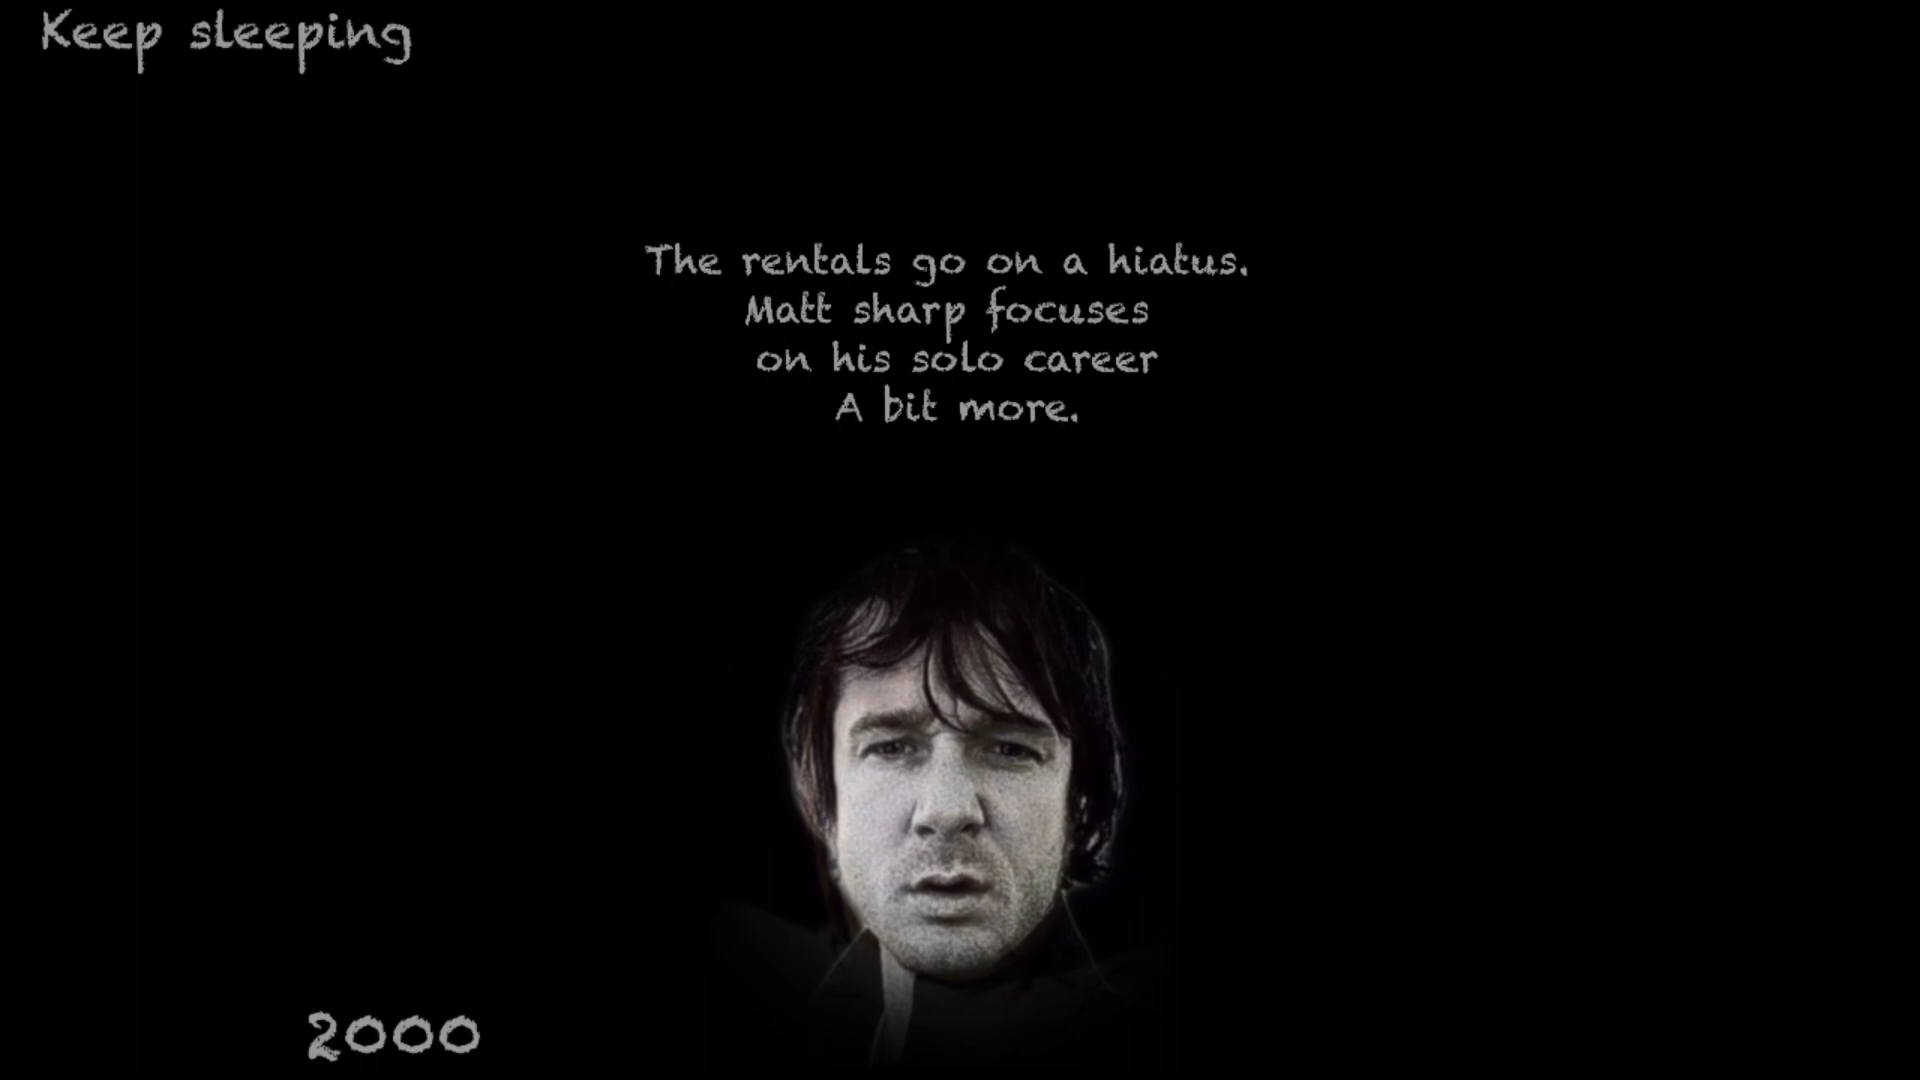 Keep sleeping
The rentals go on a hiatus.
Matt sharp focuses
on his solo career
A bit more.
2000